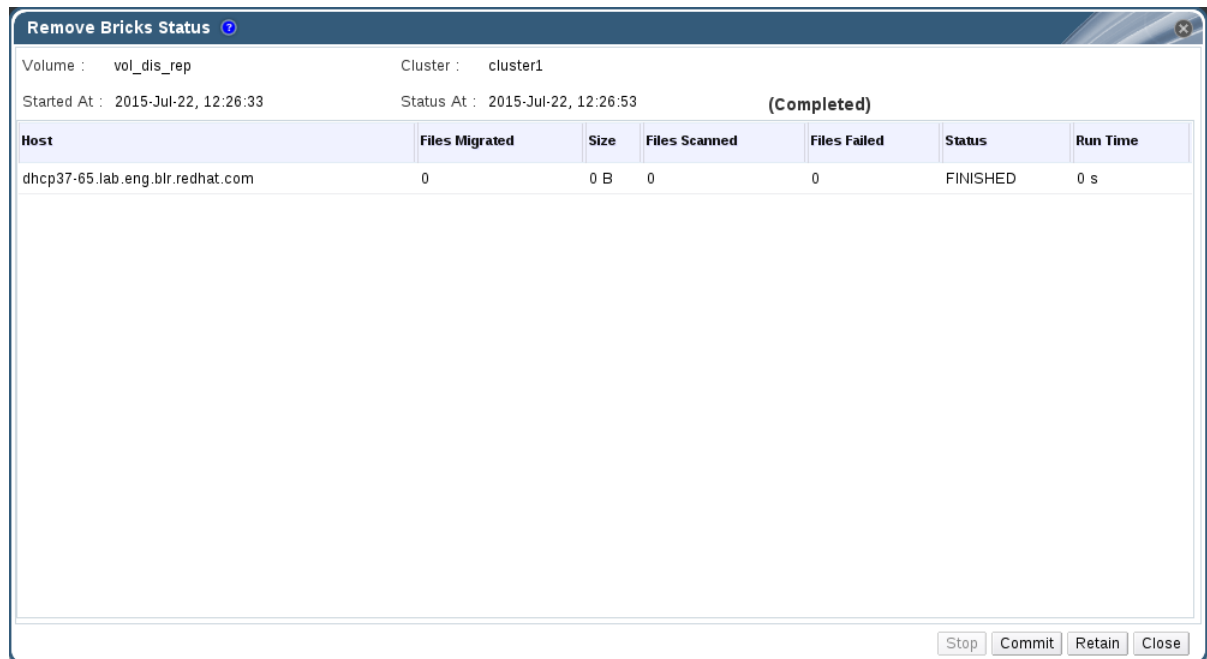 Remove Bricks Status ?
Volume : vol_dis_rep Cluster : cluster1
Started At : 2015-Jul-22, 12:26:33 Status At : 2015-Jul-22, 12:26:53 (Completed)
Host Files Migrated Size Files Scanned Files Failed Status Run Time
dhcp37-65.lab.eng.blr.redhat.com 0 0 B 0 0 FINISHED 0 s
Stop Commit Retain Close